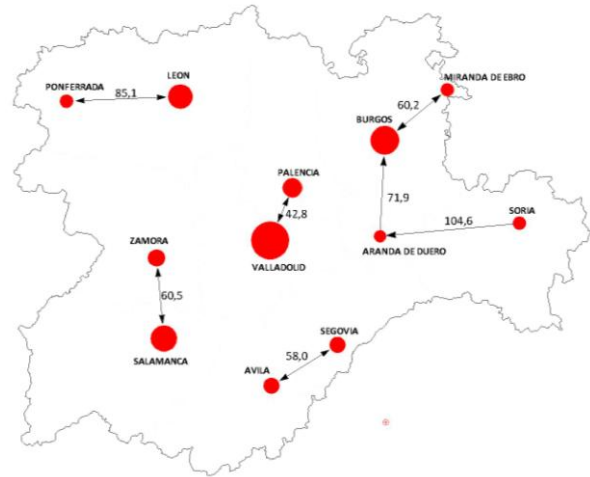 MIRANDA DE EBRO
LEON
PONFERRADA
85,1
60,2
BURGOS
PALENCIA
71,9
42,8
SORIA
104,6
ZAMORA
ARANDA DE DUERO
VALLADOLID
60,5
SEGOVIA
58,0
SALAMANCA
AVILA